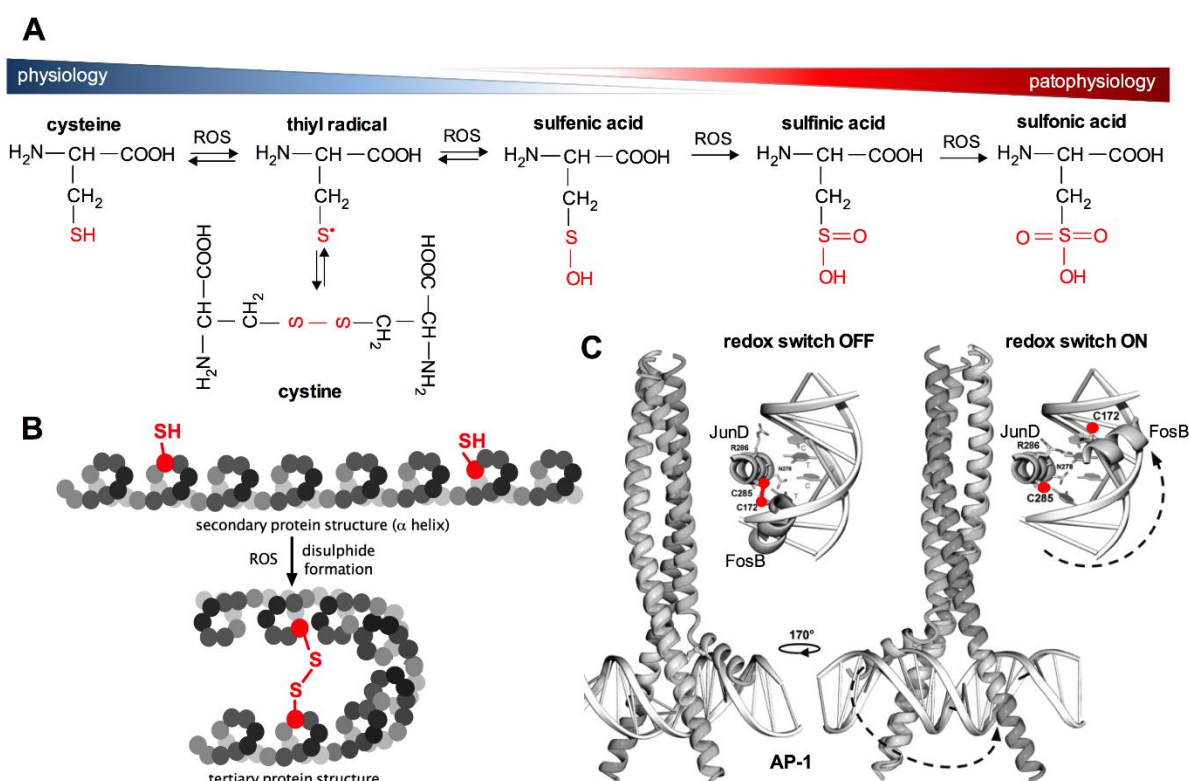 A
physiology
patophysiology
cysteine
thiyl radical
sulfenic acid
sulfinic acid
sulfonic acid
ROS
ROS
ROS
ROS
H2N—CH—COOH
H2N—CH—COOH
H2N—CH—COOH
H2N—CH—COOH
H2N—CH—COOH
CH2
CH2
CH2
CH2
CH2
SH
S•
S
S=O
O=S=O
OH
OH
OH
COOH
CH
H2N
CH2
S — S
CH2
HOOC
CH
NH2
cystine
B
SH
SH
secondary protein structure (α helix)
ROS
disulphide
formation
S
S
tertiary protein structure
C
redox switch OFF
redox switch ON
JunD
R286
N278
C
T
C
T
C285
C172
FosB
C172
FosB
JunD
R286
N278
C
T
C
C285
170°
AP-1